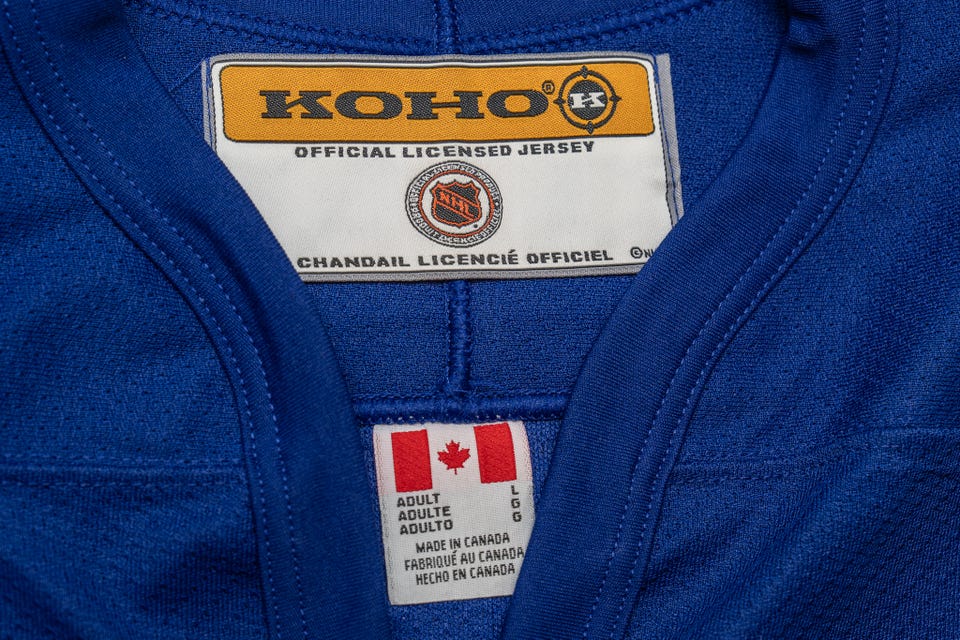 KOHO ® K
OFFICIAL LICENSED JERSEY
NHL
CHANDAIL LICENCIÉ OFFICIEL ©
ADULT L
ADULTE G
ADULTO G
MADE IN CANADA
FABRIQUÉ AU CANADA
HECHO EN CANADA